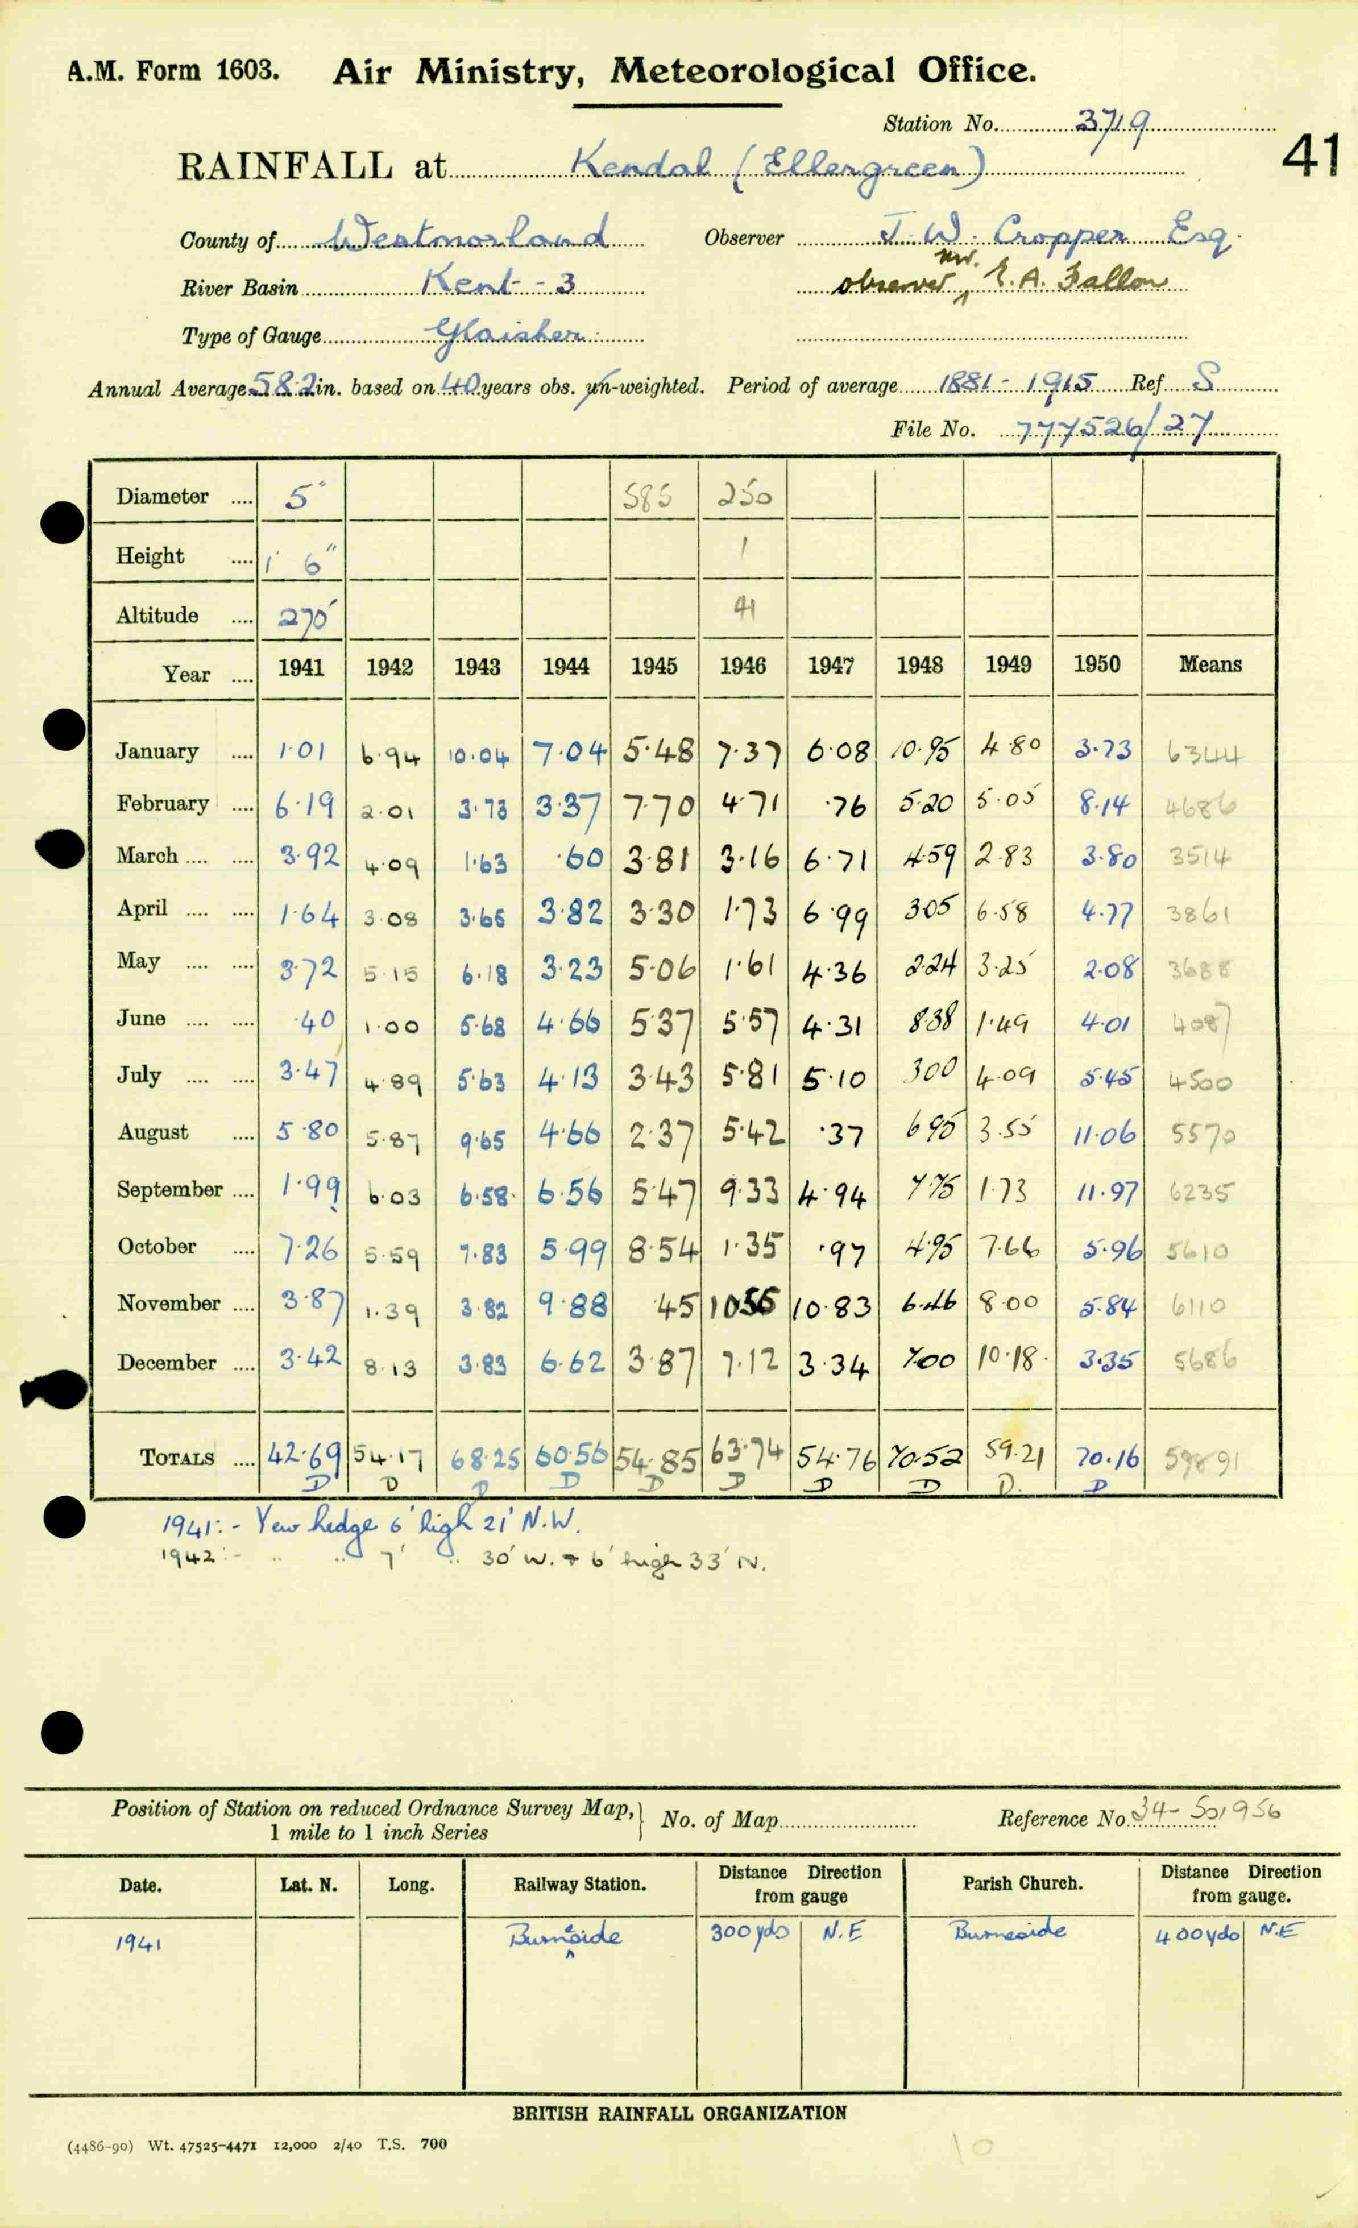 A.M. Form 1603. Air Ministry, Meteorological Office.
Station No. 3719
41
RAINFALL at Kendal (Ellergreen)
County of Westmorland Observer J. W. Cropper Esq.
River Basin Kent - 3 observer, Mr. E. A. Fallon
Type of Gauge Glaisher
Annual Average 58.2 in. based on 40 years obs. un-weighted. Period of average 1881 - 1915 Ref. S
File No. 777526/27
Diameter .... 5" 585 250
Height .... 1' 6" 1
Altitude .... 270' 41
Year .... 1941 1942 1943 1944 1945 1946 1947 1948 1949 1950 Means
January .... 1.01 6.94 10.04 7.04 5.48 7.37 6.08 10.95 4.80 3.73 6344
February .... 6.19 2.01 3.73 3.37 7.70 4.71 .76 5.20 5.05 8.14 4686
March .... .... 3.92 4.09 1.63 .60 3.81 3.16 6.71 4.59 2.83 3.80 3514
April .... .... 1.64 3.08 3.65 3.82 3.30 1.73 6.99 3.05 6.58 4.77 3861
May .... .... 3.72 5.15 6.18 3.23 5.06 1.61 4.36 2.24 3.25 2.08 3688
June .... .... .40 1.00 5.68 4.66 5.37 5.57 4.31 8.38 1.49 4.01 4087
July .... .... 3.47 4.89 5.63 4.13 3.43 5.81 5.10 3.00 4.09 5.45 4500
August .... 5.80 5.87 9.65 4.66 2.37 5.42 .37 6.95 3.55 11.06 5570
September .... 1.99 6.03 6.58 6.56 5.47 9.33 4.94 7.75 1.73 11.97 6235
October .... 7.26 5.59 7.83 5.99 8.54 1.35 .97 4.95 7.66 5.96 5610
November .... 3.87 1.39 3.82 9.88 .45 10.55 10.83 6.46 8.00 5.84 6110
December .... 3.42 8.13 3.83 6.62 3.87 7.12 3.34 7.00 10.18 3.35 5686
TOTALS .... 42.69 54.17 68.25 60.56 54.85 63.74 54.76 70.52 59.21 70.16 59891
D D D D D D D D D. D
1941:- Yew hedge 6' high 21' N.W.
1942:- " " 7' " 30' W. + 6' high 33' N.
Position of Station on reduced Ordnance Survey Map, } No. of Map Reference No. 34-501956
1 mile to 1 inch Series
Date. Lat. N. Long. Railway Station. Distance Direction from gauge Parish Church. Distance Direction from gauge.
1941 Burneside 300 yds N.E Burneside 400 yds N.E
BRITISH RAINFALL ORGANIZATION
(4486-90) Wt. 47525-4471 12,000 2/40 T.S. 700
10